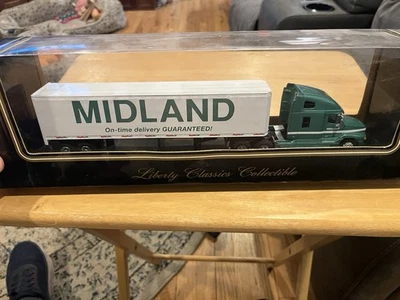 MIDLAND
On-time delivery GUARANTEED!
Liberty Classics Collectible